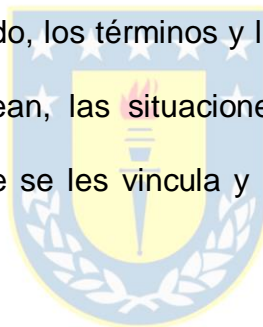 do, los términos y l
ean, las situacione
e se les vincula y